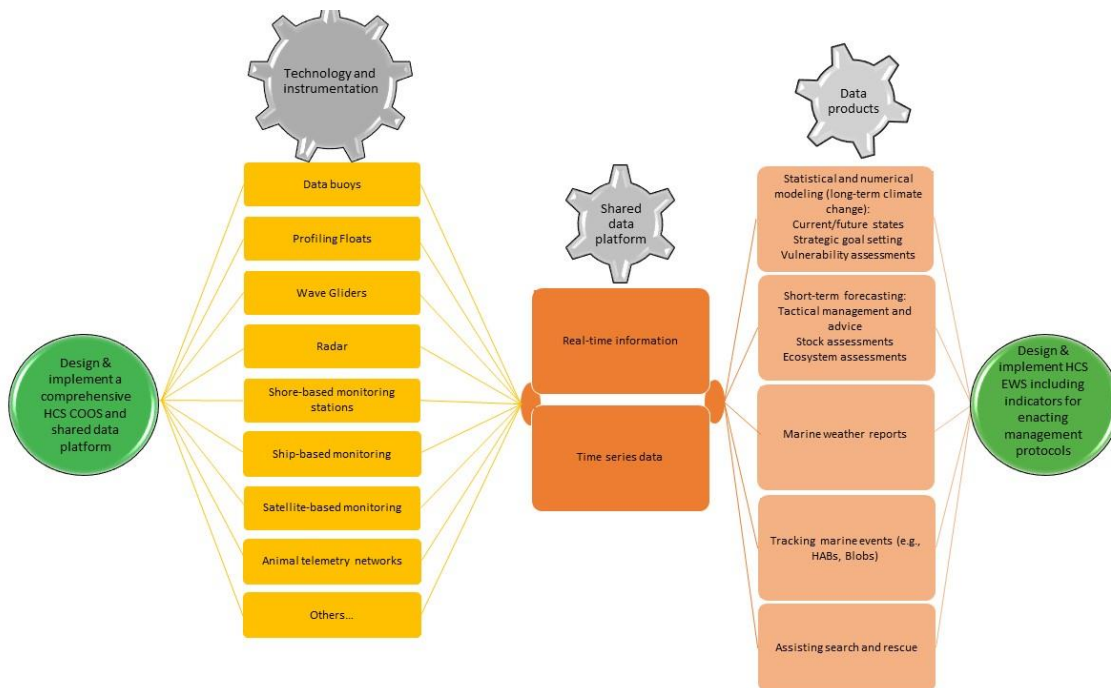 Technology and
instrumentation
Data
products
Shared
data
platform
Design &
implement a
comprehensive
HCS COOS and
shared data
platform
Data buoys
Profiling Floats
Wave Gliders
Radar
Shore-based monitoring
stations
Ship-based monitoring
Satellite-based monitoring
Animal telemetry networks
Others...
Real-time information
Time series data
Statistical and numerical
modeling (long-term climate
change):
Current/future states
Strategic goal setting
Vulnerability assessments
Short-term forecasting:
Tactical management and
advice
Stock assessments
Ecosystem assessments
Marine weather reports
Tracking marine events (e.g.,
HABs, Blobs)
Assisting search and rescue
Design &
implement HCS
EWS including
indicators for
enacting
management
protocols